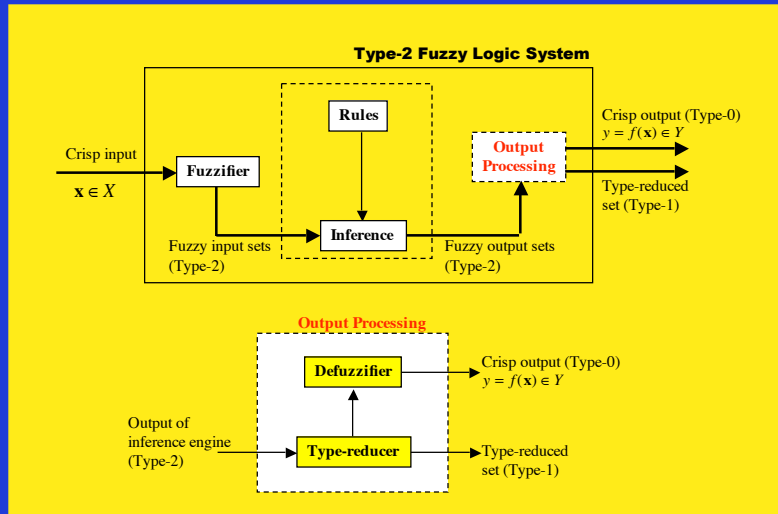 Type-2 Fuzzy Logic System
Rules
Crisp output (Type-0)
y = f(x) ∈ Y
Crisp input
x ∈ X
Fuzzifier
Output
Processing
Type-reduced
set (Type-1)
Inference
Fuzzy input sets
(Type-2)
Fuzzy output sets
(Type-2)
Output Processing
Defuzzifier
Crisp output (Type-0)
y = f(x) ∈ Y
Output of
inference engine
(Type-2)
Type-reducer
Type-reduced
set (Type-1)